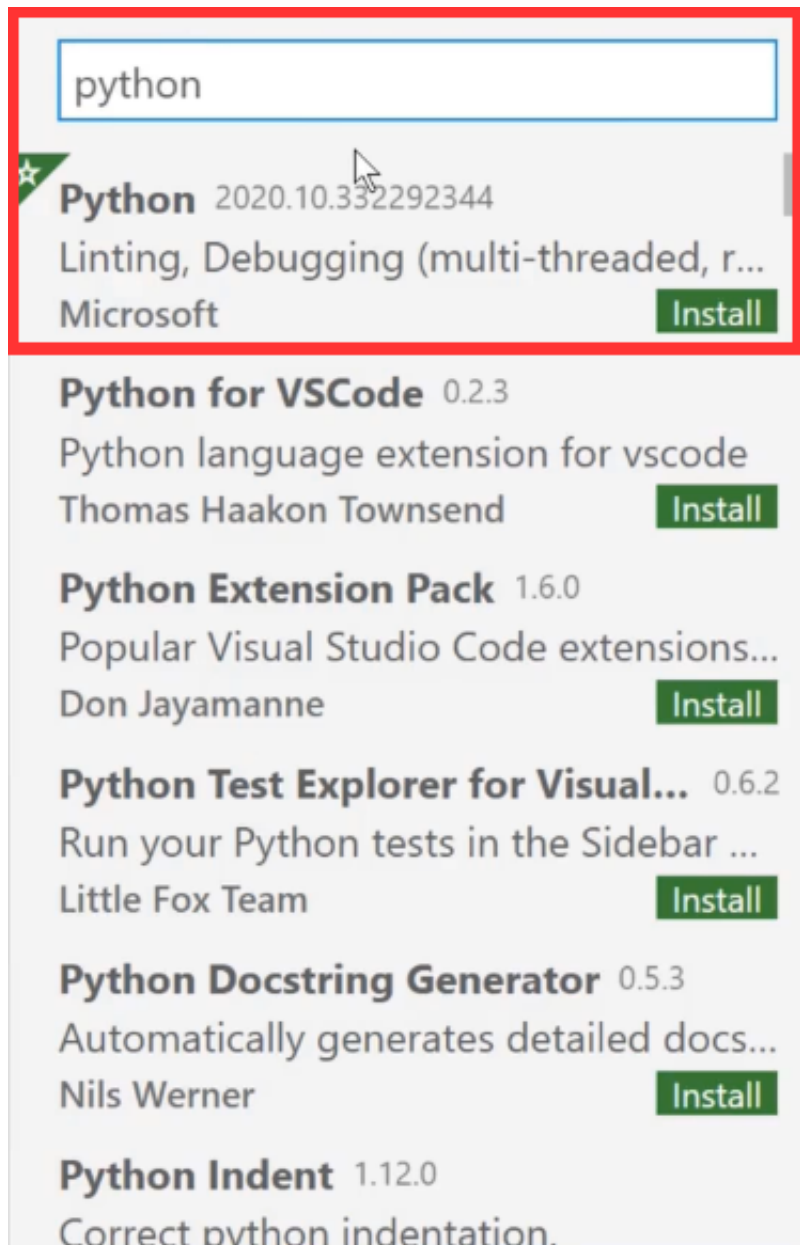 python
Python 2020.10.332292344
Linting, Debugging (multi-threaded, r...
Microsoft Install
Python for VSCode 0.2.3
Python language extension for vscode
Thomas Haakon Townsend Install
Python Extension Pack 1.6.0
Popular Visual Studio Code extensions...
Don Jayamanne Install
Python Test Explorer for Visual... 0.6.2
Run your Python tests in the Sidebar ...
Little Fox Team Install
Python Docstring Generator 0.5.3
Automatically generates detailed docs...
Nils Werner Install
Python Indent 1.12.0
Correct python indentation.